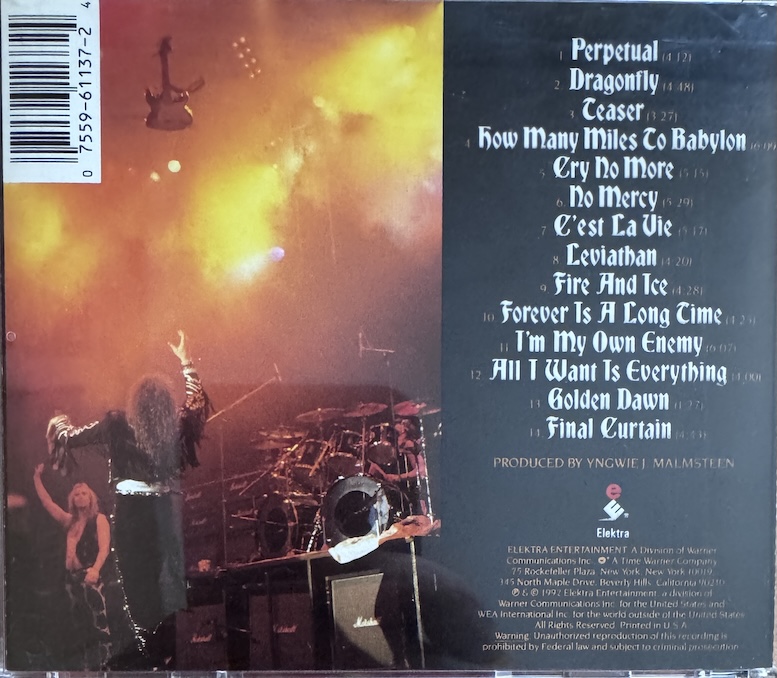 0 7559-61137-2 4
1. Perpetual (4:12)
2. Dragonfly (4:48)
3. Teaser (3:27)
4. How Many Miles To Babylon (6:09
5. Cry No More (5:15)
6. No Mercy (5:29)
7. C'est La Vie (5:17)
8. Leviathan (4:20)
9. Fire And Ice (4:28)
10. Forever Is A Long Time (4:25)
11. I'm My Own Enemy (6:07)
12. All I Want Is Everything (4:00)
13. Golden Dawn (1:27)
14. Final Curtain (4:43)
PRODUCED BY YNGWIE J. MALMSTEEN
e
Elektra
ELEKTRA ENTERTAINMENT, A Division of Warner
Communications Inc. A Time Warner Company
75 Rockefeller Plaza, New York, New York 10019
345 North Maple Drive, Beverly Hills, California 90210
℗ & © 1992 Elektra Entertainment, a division of
Warner Communications Inc. for the United States and
WEA International Inc. for the world outside of the United States.
All Rights Reserved. Printed in U.S.A.
Warning: Unauthorized reproduction of this recording is
prohibited by Federal law and subject to criminal prosecution.
Marshall
Marshall
Marshall